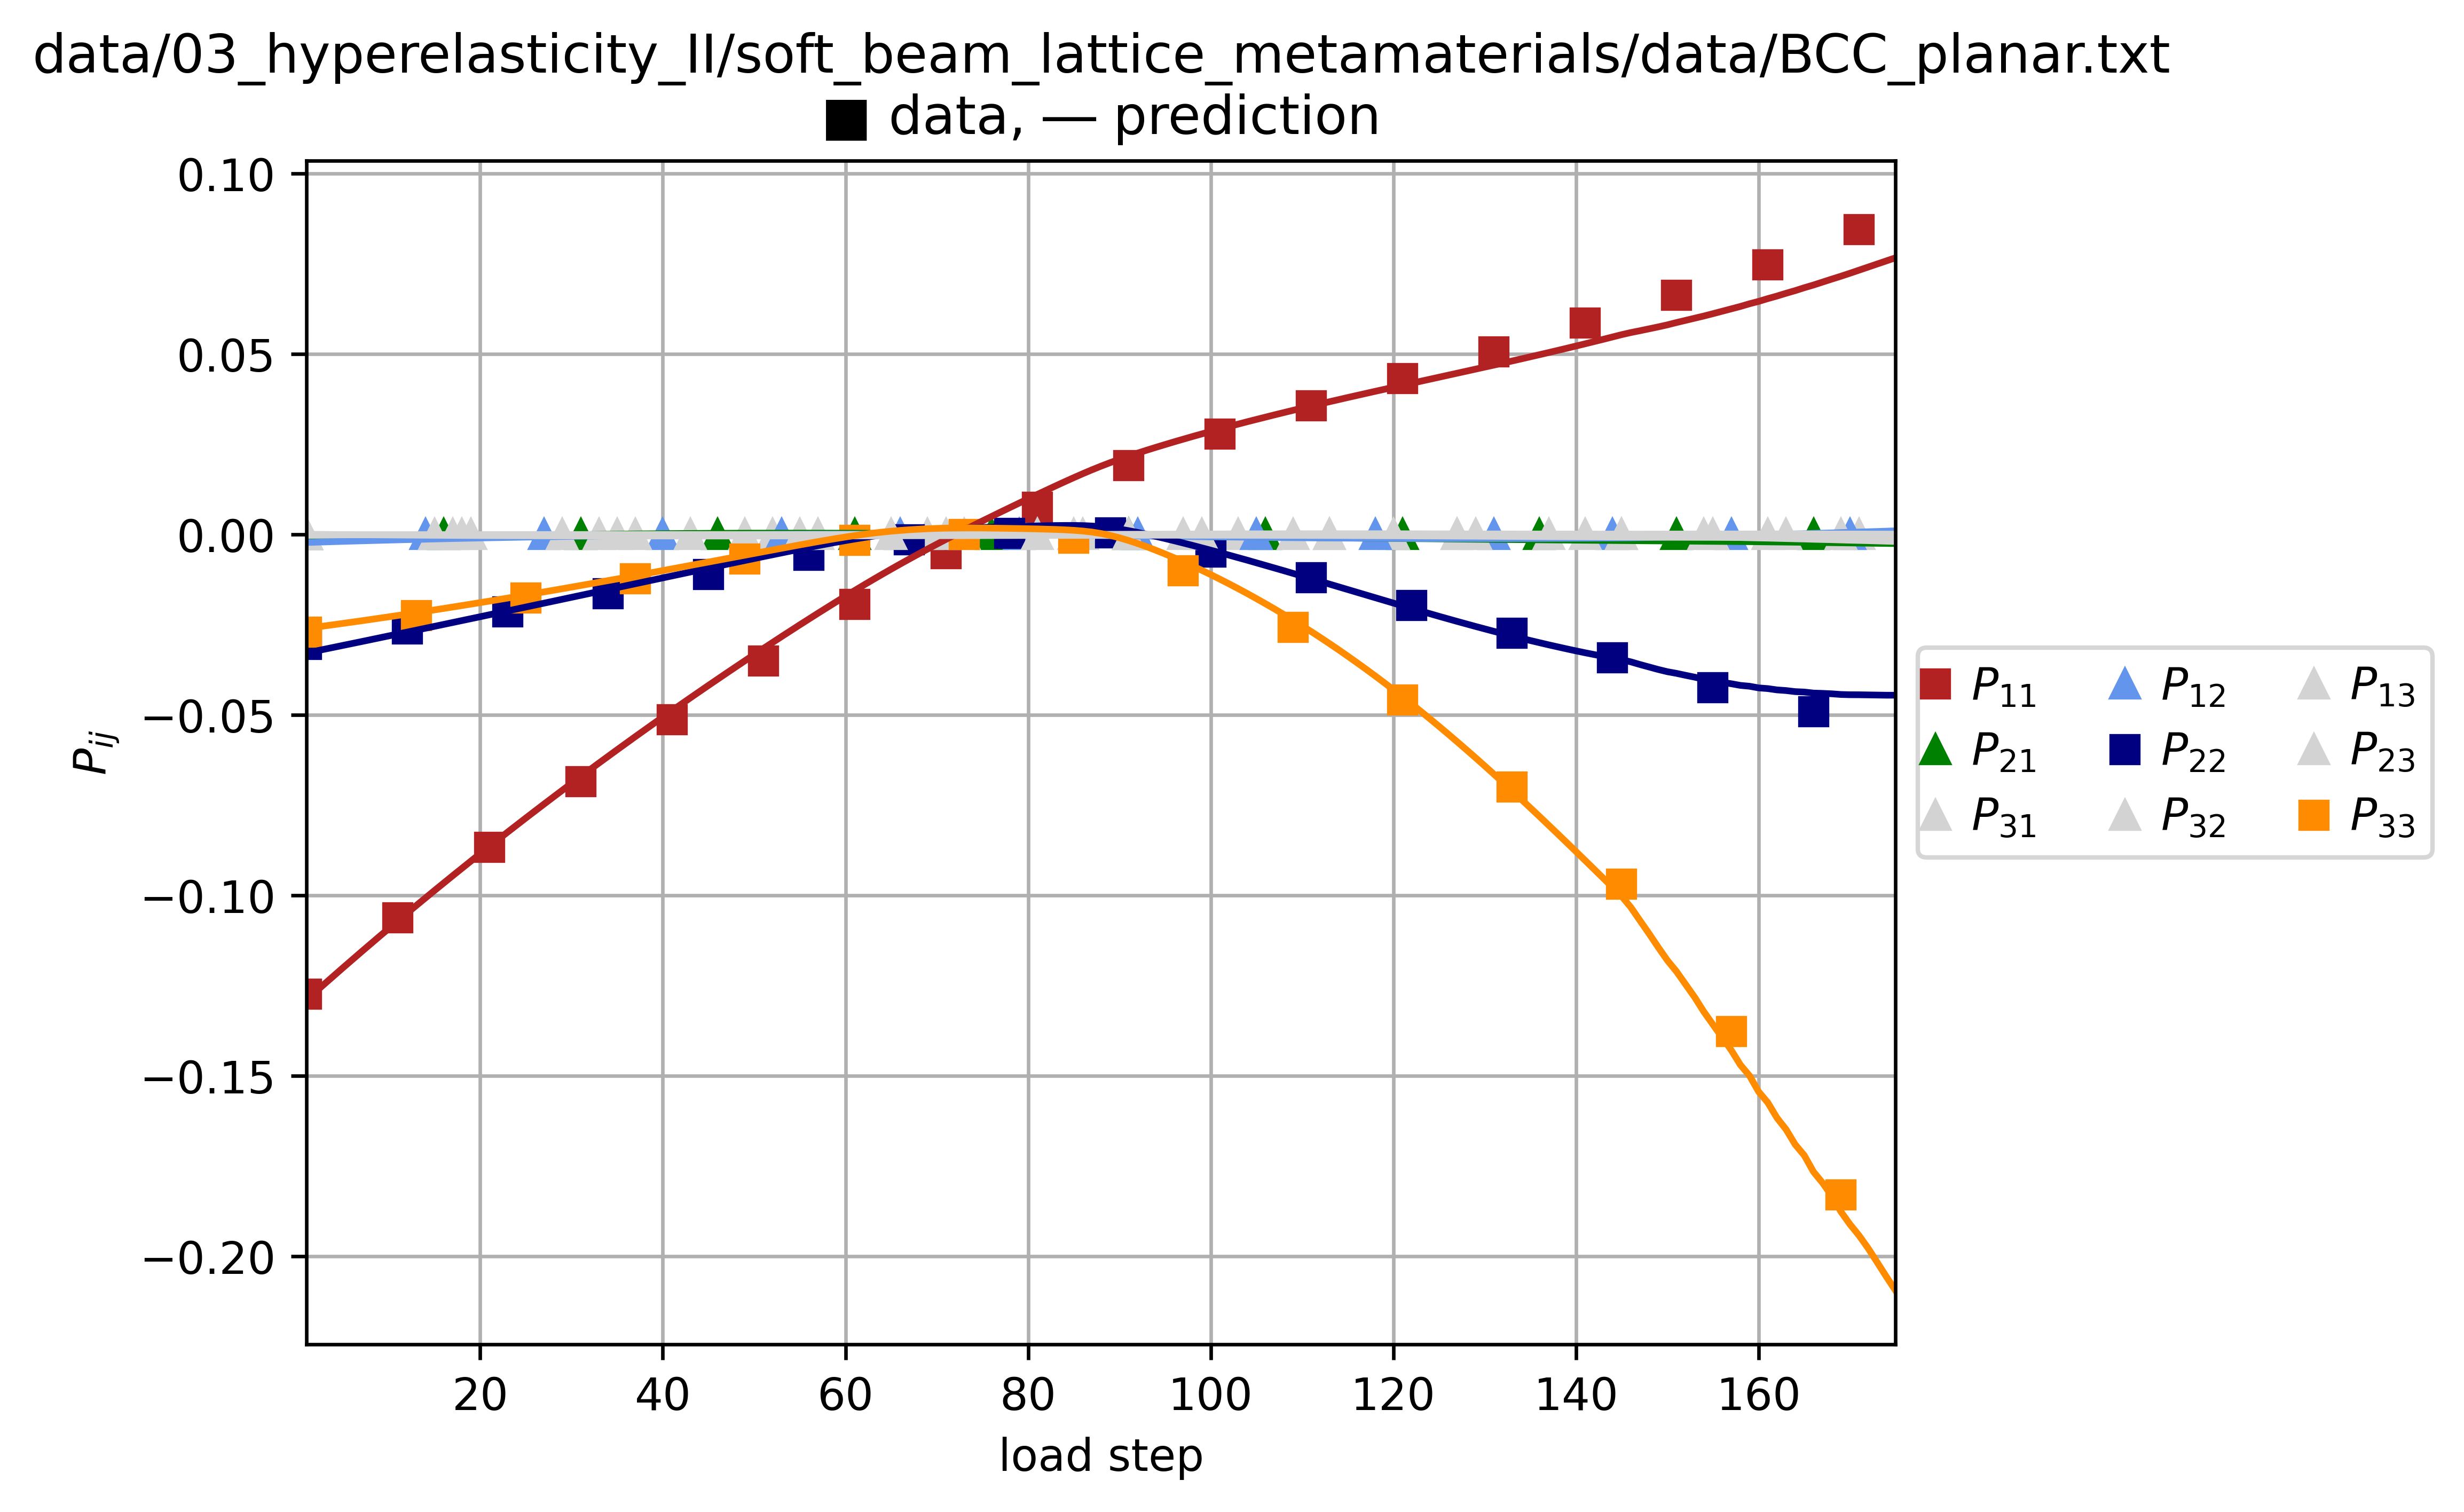 data/03_hyperelasticity_II/soft_beam_lattice_metamaterials/data/BCC_planar.txt
■ data, — prediction
0.10
0.05
0.00
−0.05
−0.10
−0.15
−0.20
P_ij
20 40 60 80 100 120 140 160
load step
P_11 P_12 P_13
P_21 P_22 P_23
P_31 P_32 P_33